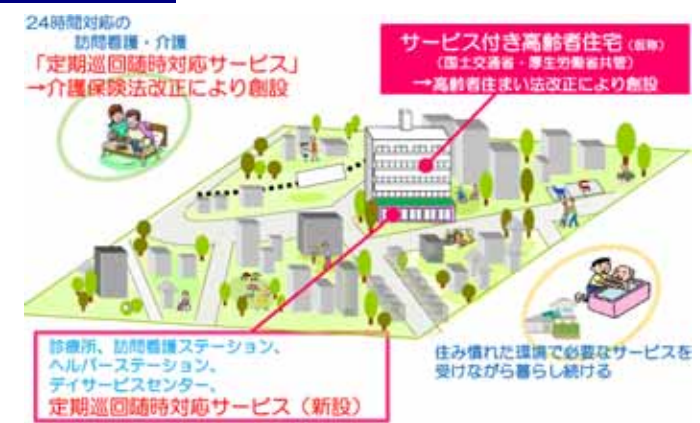 24時間対応の
訪問看護・介護
「定期巡回随時対応サービス」
→介護保険法改正により創設
サービス付き高齢者住宅（仮称）
（国土交通省・厚生労働省共管）
→高齢者住まい法改正により創設
診療所、訪問看護ステーション、
ヘルパーステーション、
デイサービスセンター、
定期巡回随時対応サービス（新設）
住み慣れた環境で必要なサービスを
受けながら暮らし続ける